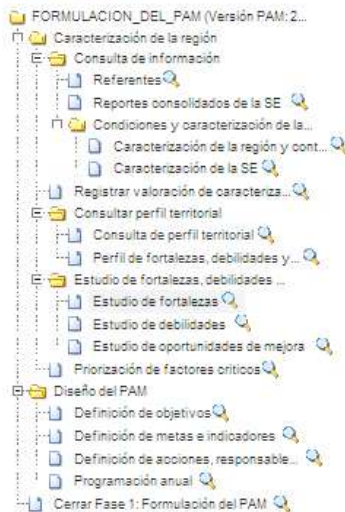 FORMULACION_DEL_PAM (Versión PAM: 2...
Caracterización de la región
Consulta de información
Referentes
Reportes consolidados de la SE
Condiciones y caracterización de la...
Caracterización de la región y cont...
Caracterización de la SE
Registrar valoración de caracteriza...
Consultar perfil territorial
Consulta de perfil territorial
Perfil de fortalezas, debilidades y...
Estudio de fortalezas, debilidades ...
Estudio de fortalezas
Estudio de debilidades
Estudio de oportunidades de mejora
Priorización de factores criticos
Diseño del PAM
Definición de objetivos
Definición de metas e indicadores
Definición de acciones, responsable...
Programación anual
Cerrar Fase 1: Formulación del PAM